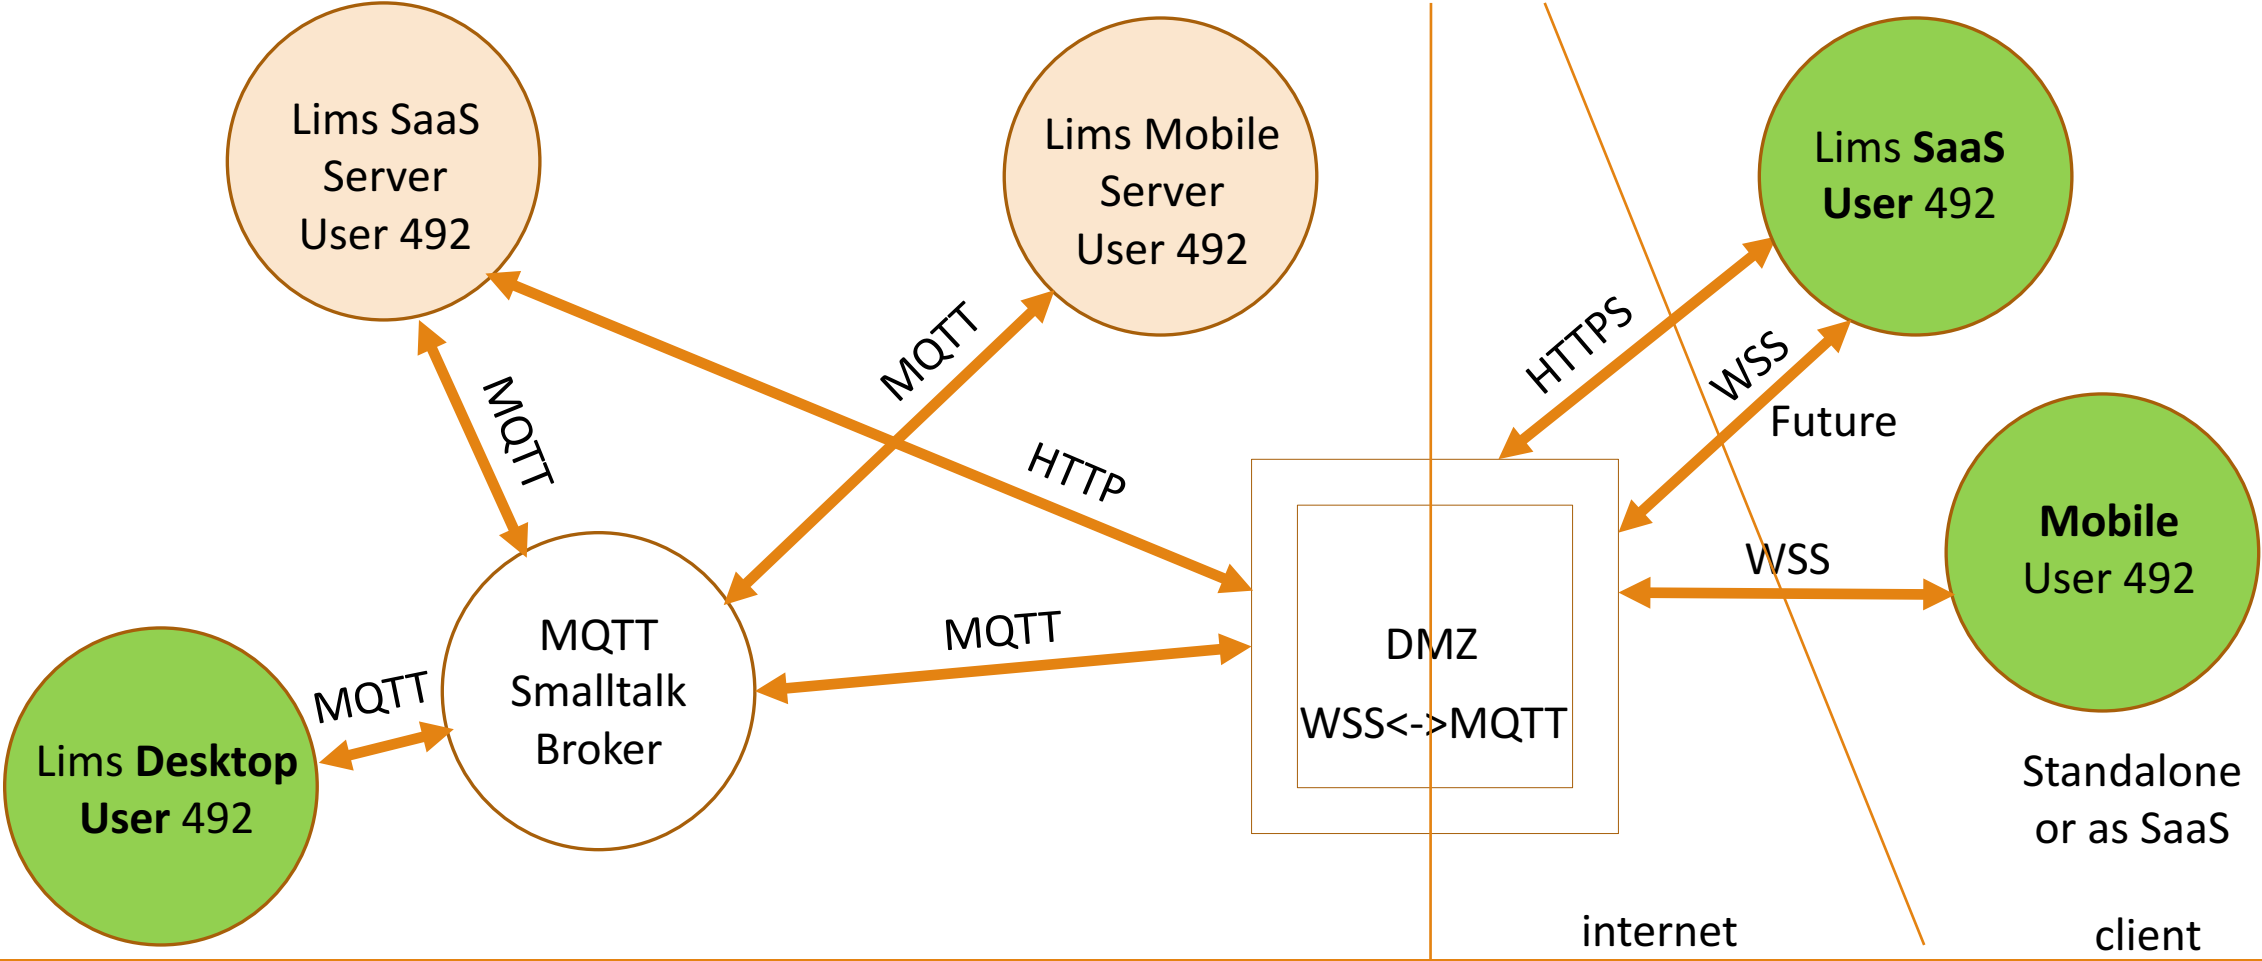 Lims SaaS
Server
User 492
Lims Mobile
Server
User 492
Lims SaaS
User 492
HTTPS
WSS
Future
MQTT
MQTT
HTTP
Mobile
User 492
WSS
MQTT
Smalltalk
Broker
MQTT
DMZ
WSS<->MQTT
MQTT
Lims Desktop
User 492
Standalone
or as SaaS
internet
client